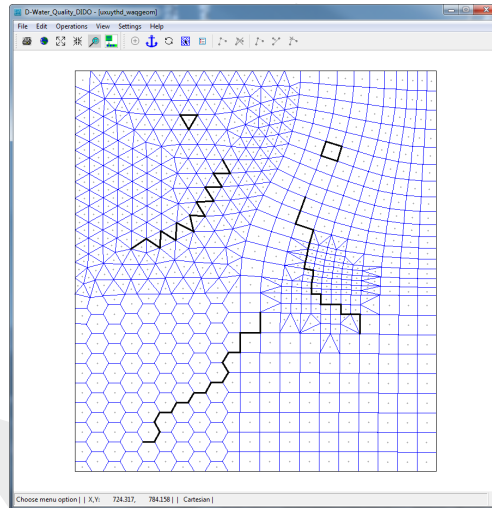 D-Water_Quality_DIDO - [uxuythd_waqgeom]
File Edit Operations View Settings Help
Choose menu option | | X,Y: 724.317, 784.158 | | Cartesian |